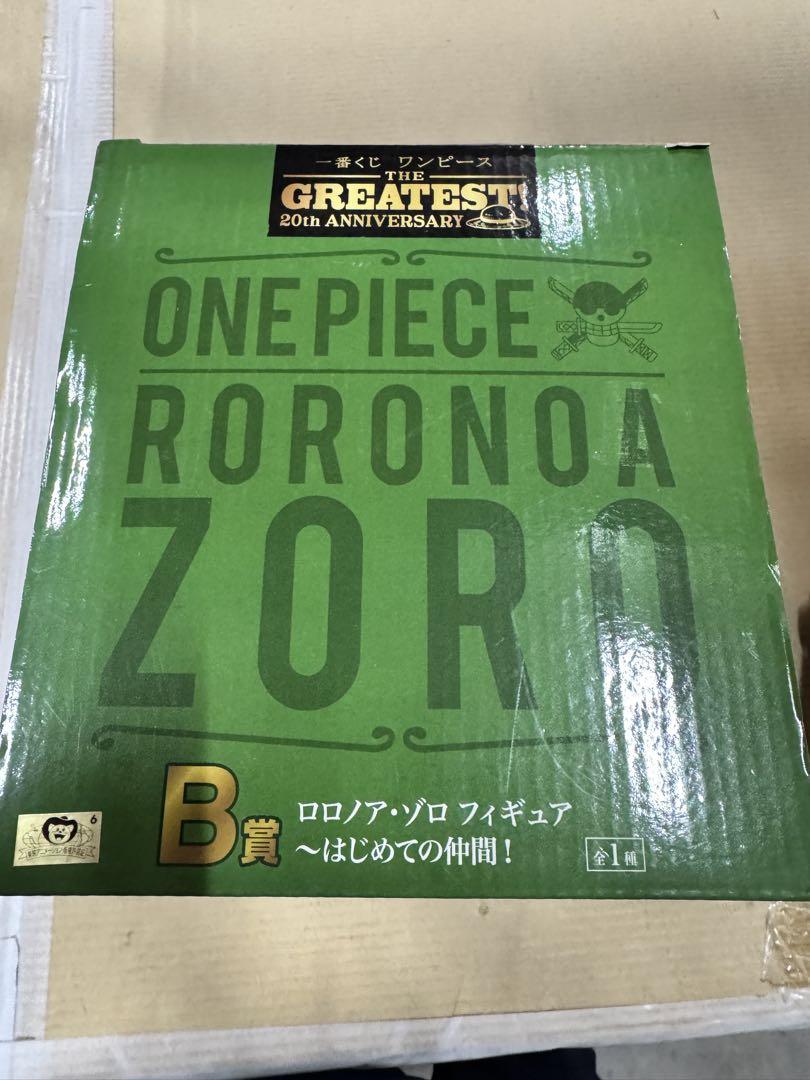 一番くじ ワンピース
THE
GREATEST!
20th ANNIVERSARY
ONE PIECE
RORONOA
ZORO
B賞
ロロノア・ゾロ フィギュア
～はじめての仲間！
全1種
6